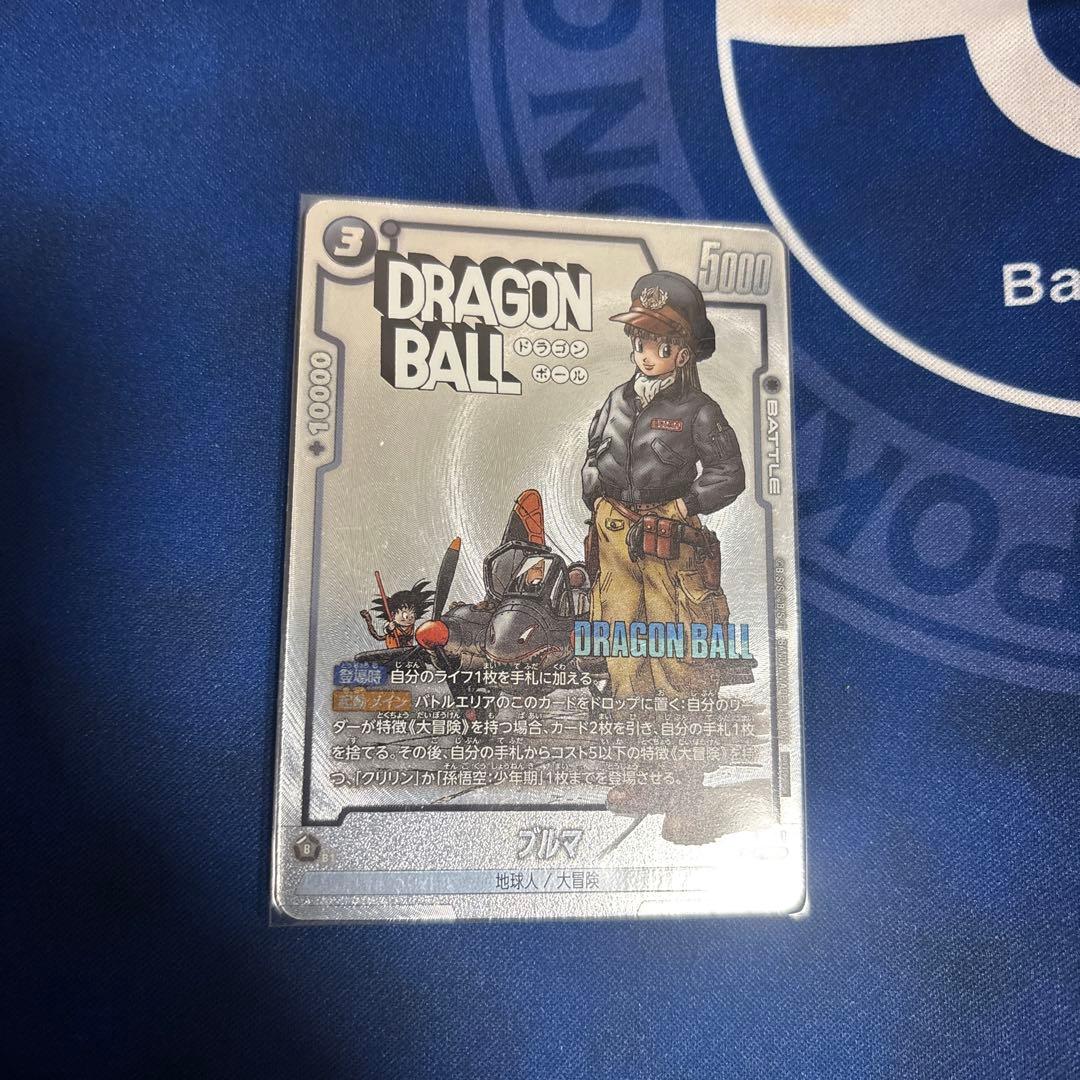 3
DRAGON
BALL
ドラゴン
ボール
5000
+10000
BATTLE
DRAGON BALL
登場時 自分のライフ1枚を手札に加える。
起動メイン バトルエリアのこのカードをドロップに置く:自分のリー
ダーが特徴《大冒険》を持つ場合、カード2枚を引き、自分の手札1枚
を捨てる。その後、自分の手札からコスト5以下の特徴《大冒険》を持
つ、「クリリン」か「孫悟空:少年期」1枚までを登場させる。
ブルマ
地球人 / 大冒険
Ba